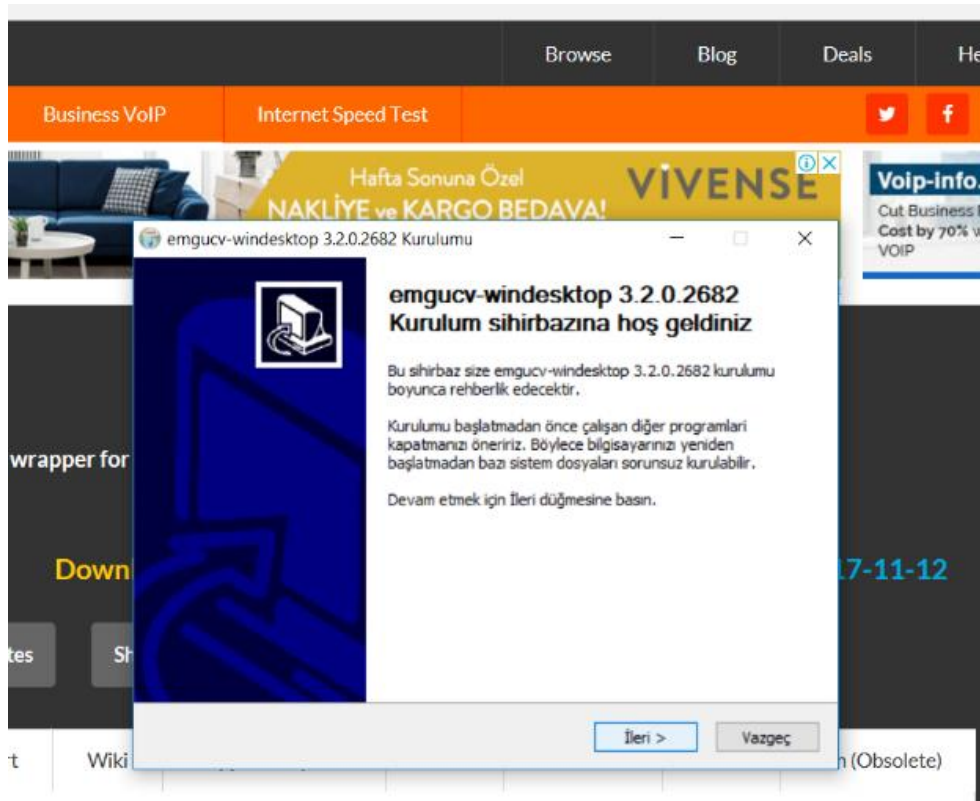 Browse Blog Deals
Business VoIP Internet Speed Test
Hafta Sonuna Özel
NAKLİYE ve KARGO BEDAVA!
VİVENSE
Voip-info.
Cut Business
Cost by 70%
VOIP
emgucv-windesktop 3.2.0.2682 Kurulumu
emgucv-windesktop 3.2.0.2682
Kurulum sihirbazına hoş geldiniz
Bu sihirbaz size emgucv-windesktop 3.2.0.2682 kurulumu
boyunca rehberlik edecektir.
Kurulumu başlatmadan önce çalışan diğer programlari
kapatmanızı öneririz. Böylece bilgisayarınızı yeniden
başlatmadan bazı sistem dosyaları sorunsuz kurulabilir.
Devam etmek için İleri düğmesine basın.
wrapper for
Down
17-11-12
İleri > Vazgeç
Wiki
(Obsolete)